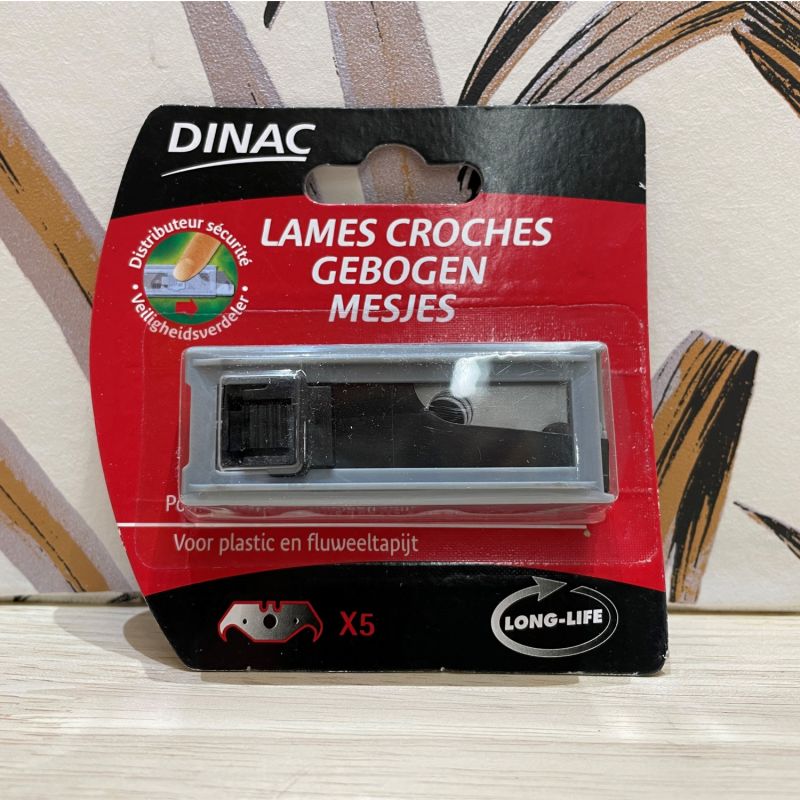 DINAC
Distributeur sécurité
• Veiligheidsverdeler •
LAMES CROCHES
GEBOGEN
MESJES
Voor plastic en fluweeltapijt
X5
LONG-LIFE